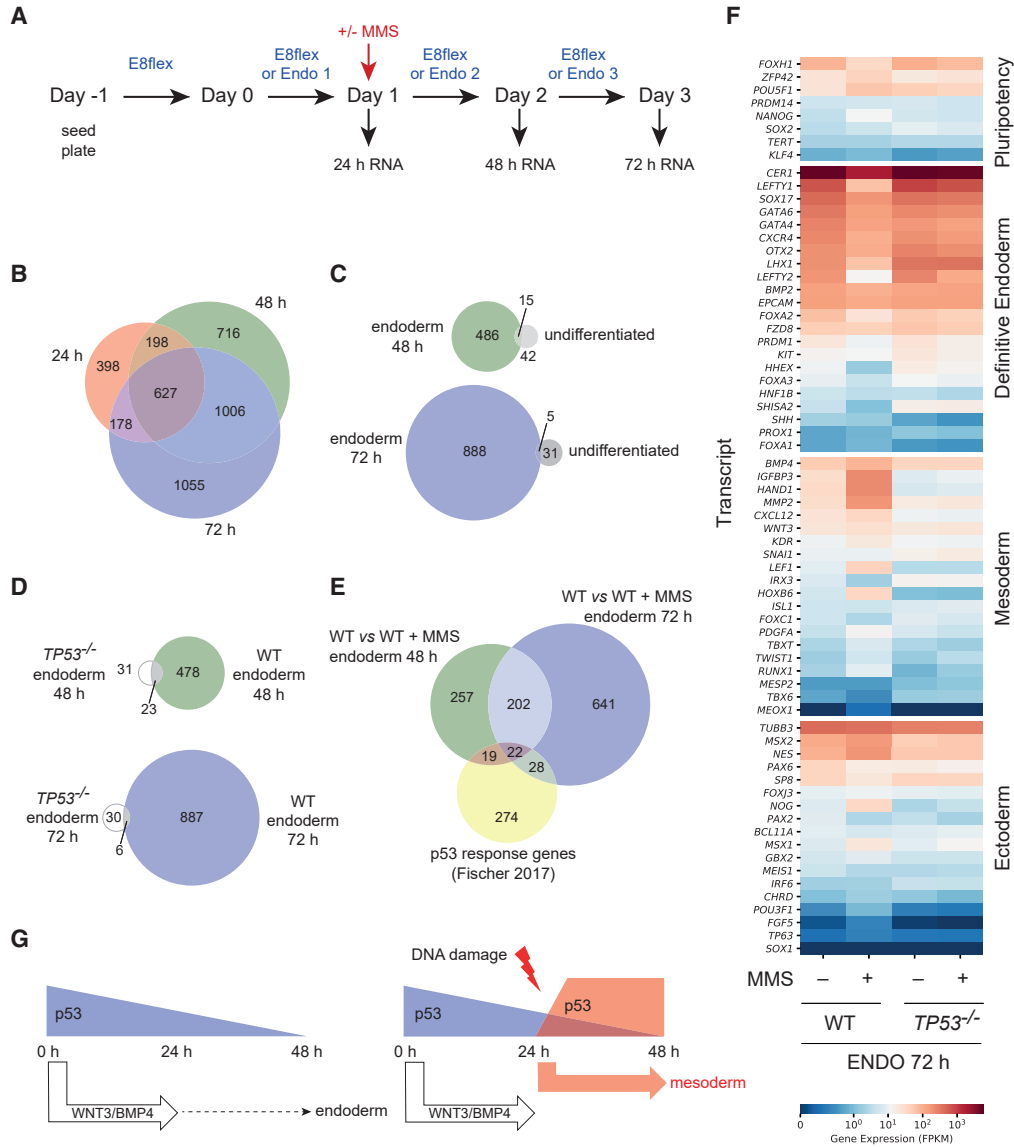 A
+/- MMS
E8flex
E8flex
or Endo 1
E8flex
or Endo 2
E8flex
or Endo 3
Day -1
Day 0
Day 1
Day 2
Day 3
seed
plate
24 h RNA
48 h RNA
72 h RNA
B
48 h
24 h
716
198
398
627
1006
178
1055
72 h
C
endoderm
48 h
486
15
undifferentiated
42
endoderm
72 h
888
5
31
undifferentiated
D
TP53-/-
endoderm
48 h
31
23
478
WT
endoderm
48 h
TP53-/-
endoderm
72 h
30
6
887
WT
endoderm
72 h
E
WT vs WT + MMS
endoderm 72 h
WT vs WT + MMS
endoderm 48 h
257
202
641
19
22
28
274
p53 response genes
(Fischer 2017)
F
Transcript
Pluripotency
FOXH1
ZFP42
POU5F1
PRDM14
NANOG
SOX2
TERT
KLF4
Definitive Endoderm
CER1
LEFTY1
SOX17
GATA6
GATA4
CXCR4
OTX2
LHX1
LEFTY2
BMP2
EPCAM
FOXA2
FZD8
PRDM1
KIT
HHEX
FOXA3
HNF1B
SHISA2
SHH
PROX1
FOXA1
Mesoderm
BMP4
IGFBP3
HAND1
MMP2
CXCL12
WNT3
KDR
SNAI1
LEF1
IRX3
HOXB6
ISL1
FOXC1
PDGFA
TBXT
TWIST1
RUNX1
MESP2
TBX6
MEOX1
Ectoderm
TUBB3
MSX2
NES
PAX6
SP8
FOXJ3
NOG
PAX2
BCL11A
MSX1
GBX2
MEIS1
IRF6
CHRD
POU3F1
FGF5
TP63
SOX1
MMS – + – +
WT TP53-/-
ENDO 72 h
0 10⁰ 10¹ 10² 10³
Gene Expression (FPKM)
G
p53
0 h 24 h 48 h
WNT3/BMP4
endoderm
DNA damage
p53
p53
0 h 24 h 48 h
WNT3/BMP4
mesoderm